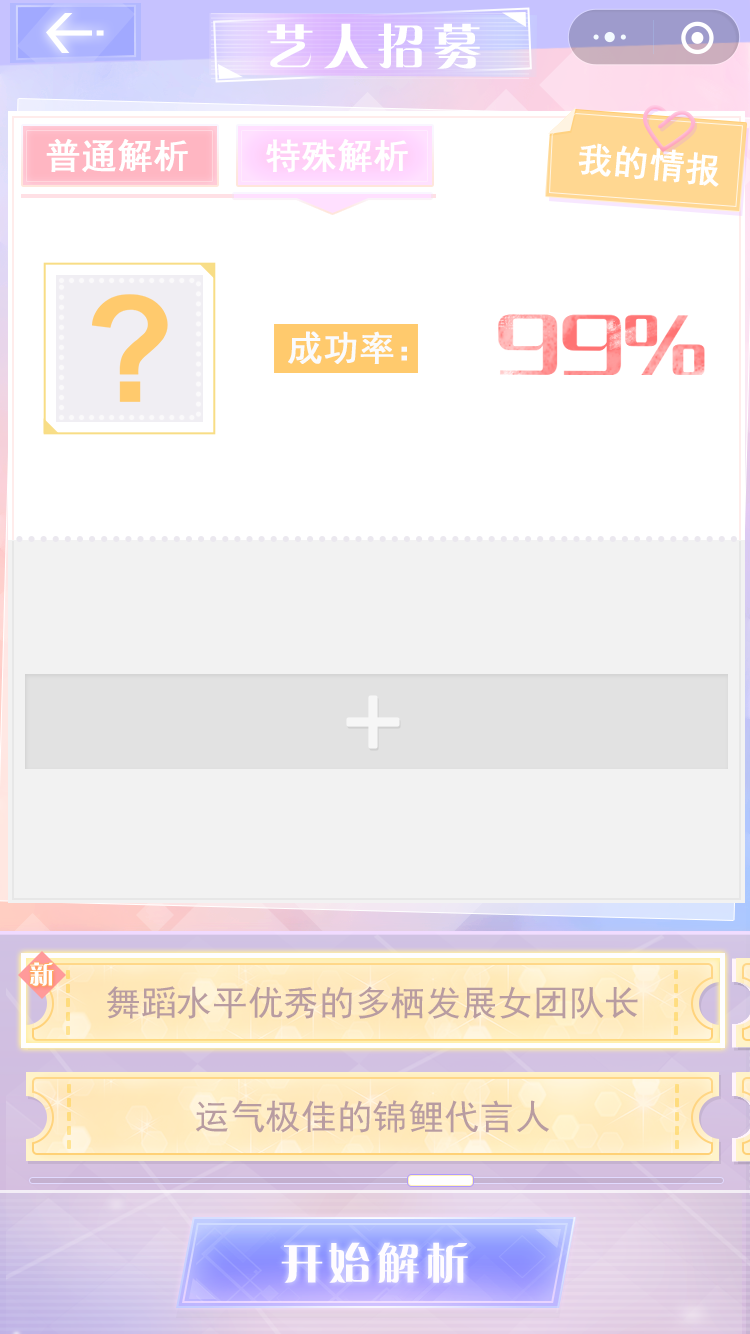 艺人招募
普通解析
特殊解析
我的情报
?
成功率:
99%
新
舞蹈水平优秀的多栖发展女团队长
运气极佳的锦鲤代言人
开始解析